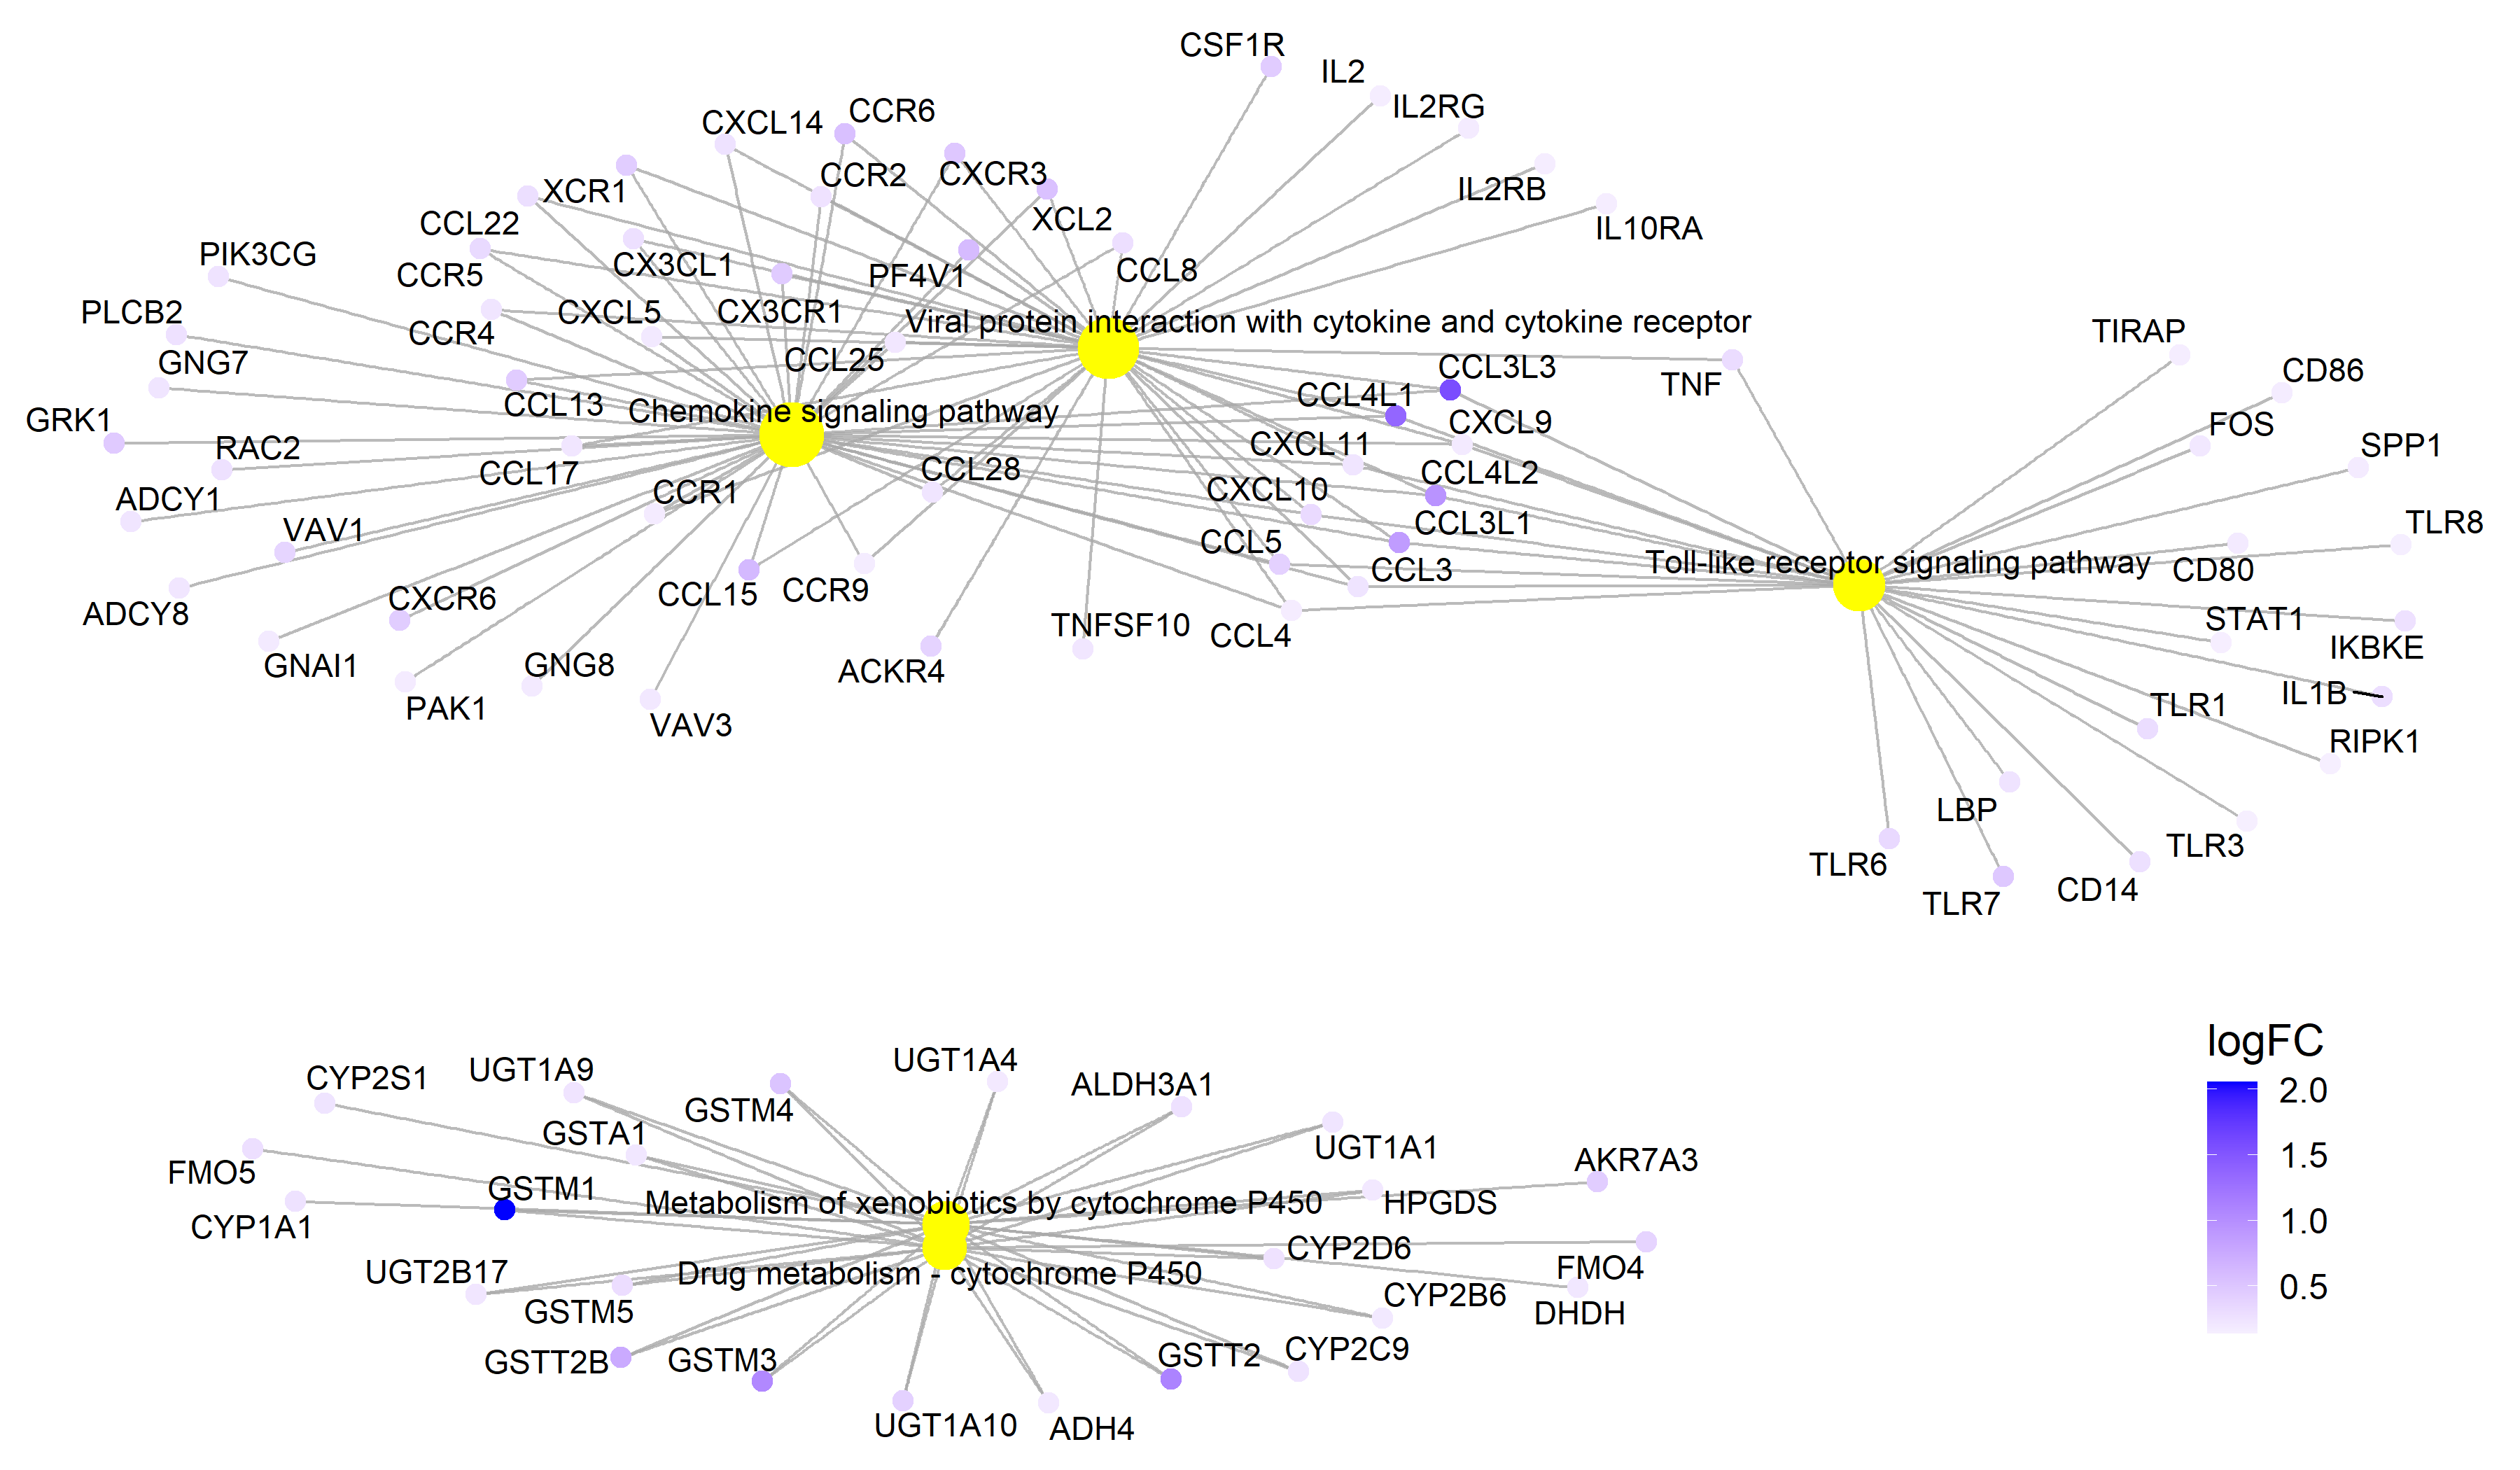 CSF1R
IL2
IL2RG
CCR6
CXCL14
CCR2
CXCR3
XCR1
IL2RB
XCL2
IL10RA
CCL22
PIK3CG
CCR5
CX3CL1
PF4V1
CCL8
PLCB2
CXCL5
CX3CR1
Viral protein interaction with cytokine and cytokine receptor
CCR4
TIRAP
GNG7
CCL25
CCL3L3
TNF
CD86
CCL4L1
CCL13
Chemokine signaling pathway
GRK1
CXCL9
FOS
RAC2
CXCL11
SPP1
CCL17
CCL28
CCL4L2
ADCY1
CCR1
CXCL10
CCL3L1
TLR8
VAV1
CCL5
Toll-like receptor signaling pathway
CCL3
CD80
CCL15
CCR9
CXCR6
ADCY8
TNFSF10
CCL4
STAT1
IKBKE
GNAI1
GNG8
ACKR4
IL1B
PAK1
VAV3
TLR1
RIPK1
LBP
TLR3
TLR6
TLR7
CD14
logFC
2.0
1.5
1.0
0.5
UGT1A4
UGT1A9
CYP2S1
ALDH3A1
GSTM4
GSTA1
UGT1A1
AKR7A3
FMO5
GSTM1
Metabolism of xenobiotics by cytochrome P450
HPGDS
CYP1A1
CYP2D6
UGT2B17
Drug metabolism - cytochrome P450
FMO4
CYP2B6
GSTM5
DHDH
GSTT2B
GSTM3
GSTT2
CYP2C9
UGT1A10
ADH4